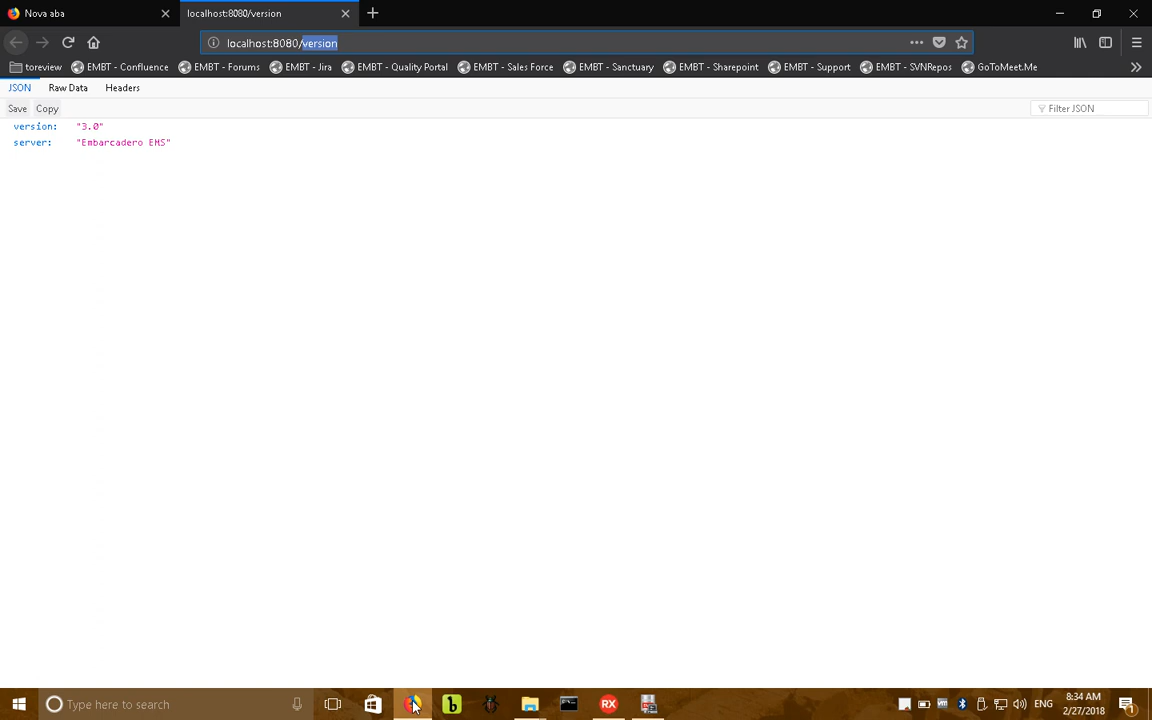 Nova aba
localhost:8080/version
localhost:8080/version
toreview EMBT - Confluence EMBT - Forums EMBT - Jira EMBT - Quality Portal EMBT - Sales Force EMBT - Sanctuary EMBT - Sharepoint EMBT - Support EMBT - SVNRepos GoToMeet.Me
JSON Raw Data Headers
Save Copy Filter JSON
version: "3.0"
server: "Embarcadero EMS"
Type here to search
b
RX
ENG
8:34 AM
2/27/2018
1